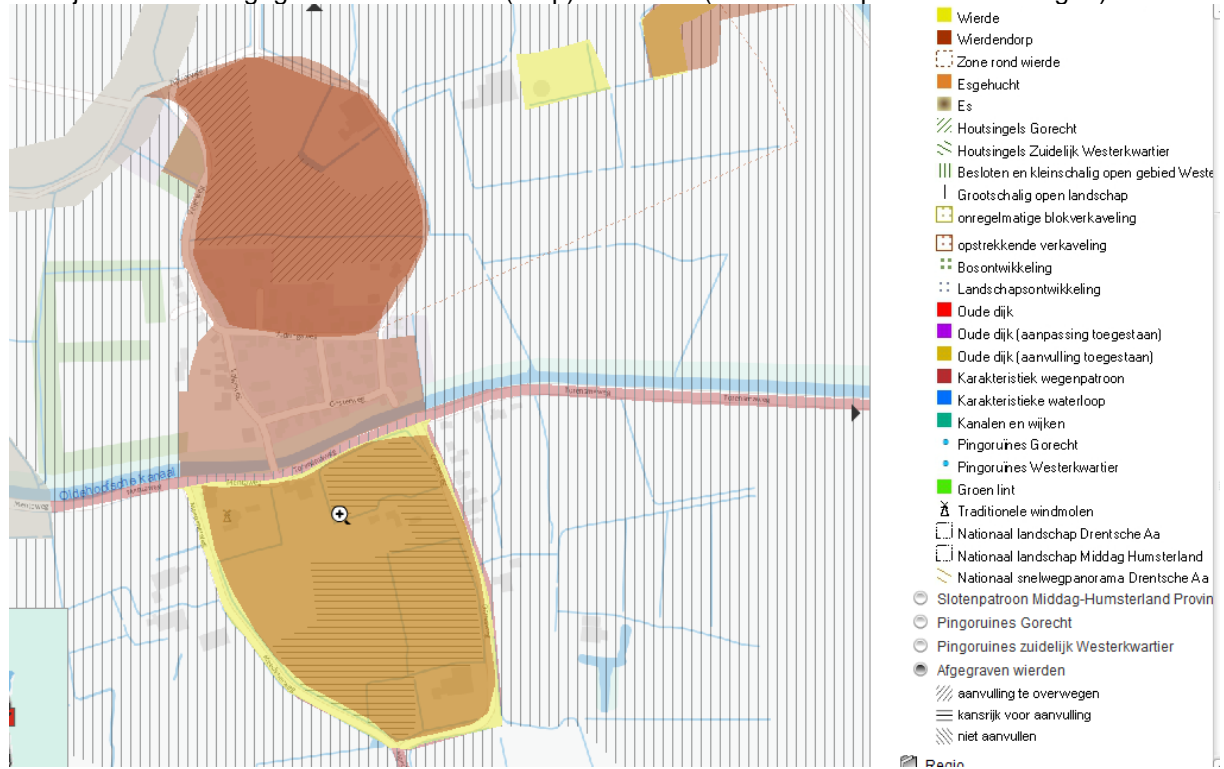 Wierde
Wierdendorp
Zone rond wierde
Esgehucht
Es
Houtsingels Gorecht
Houtsingels Zuidelijk Westerkwartier
Besloten en kleinschalig open gebied Weste
Grootschalig open landschap
onregelmatige blokverkaveling
opstrekkende verkaveling
Bosontwikkeling
Landschapsontwikkeling
Oude dijk
Oude dijk (aanpassing toegestaan)
Oude dijk (aanvulling toegestaan)
Karakteristiek wegenpatroon
Karakteristieke waterloop
Kanalen en wijken
Pingoruïnes Gorecht
Pingoruïnes Westerkwartier
Groen lint
Traditionele windmolen
Nationaal landschap Drentsche Aa
Nationaal landschap Middag Humsterland
Nationaal snelwegpanorama Drentsche Aa
Slotenpatroon Middag-Humsterland Provin
Pingoruines Gorecht
Pingoruines zuidelijk Westerkwartier
Afgegraven wierden
aanvulling te overwegen
kansrijk voor aanvulling
niet aanvullen
Regio
Oldehoofsche Kanaal